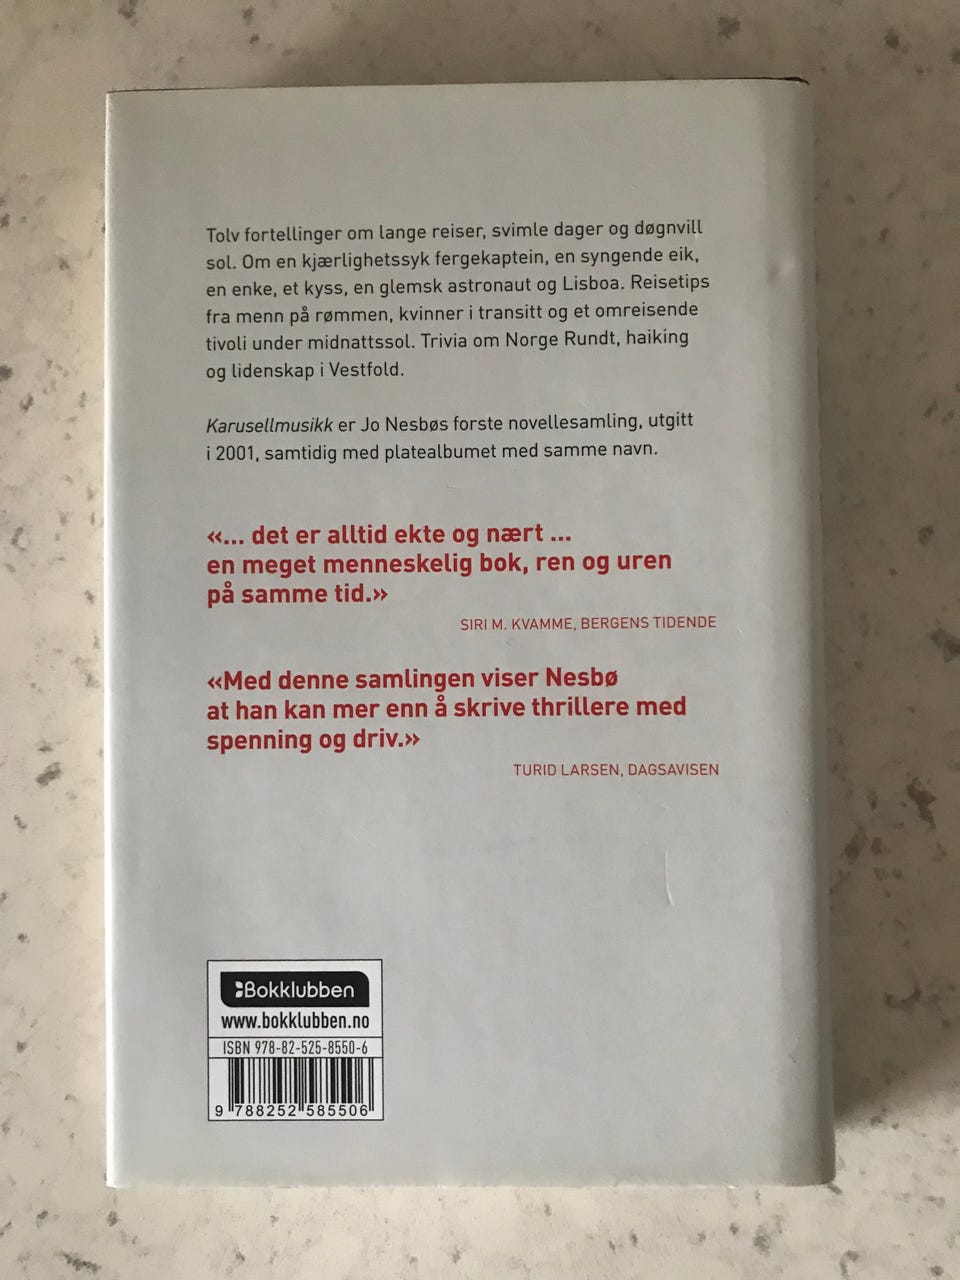 Tolv fortellinger om lange reiser, svimle dager og døgnvill
sol. Om en kjærlighetssyk fergekaptein, en syngende eik,
en enke, et kyss, en glemsk astronaut og Lisboa. Reisetips
fra menn på rømmen, kvinner i transitt og et omreisende
tivoli under midnattssol. Trivia om Norge Rundt, haiking
og lidenskap i Vestfold.
Karusellmusikk er Jo Nesbøs forste novellesamling, utgitt
i 2001, samtidig med platealbumet med samme navn.
«... det er alltid ekte og nært ...
en meget menneskelig bok, ren og uren
på samme tid.»
SIRI M. KVAMME, BERGENS TIDENDE
«Med denne samlingen viser Nesbø
at han kan mer enn å skrive thrillere med
spenning og driv.»
TURID LARSEN, DAGSAVISEN
Bokklubben
www.bokklubben.no
ISBN 978-82-525-8550-6
9 788252 585506